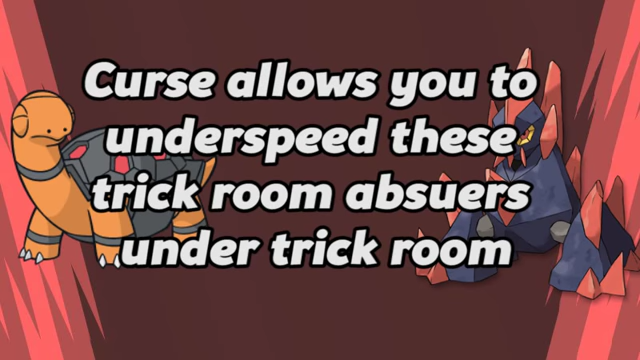 Curse allows you to
underspeed these
trick room absuers
under trick room